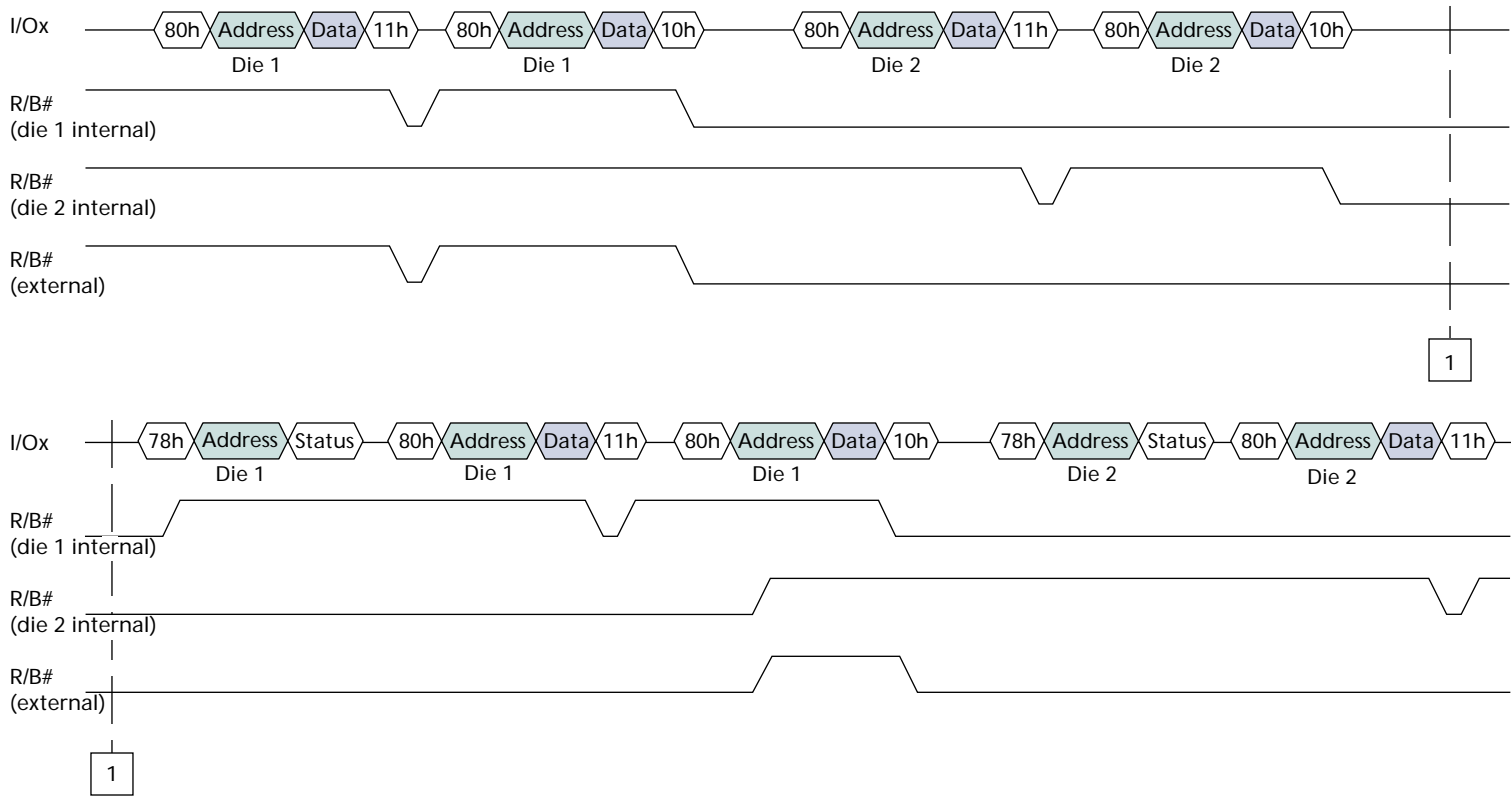 I/Ox 80h Address Data 11h 80h Address Data 10h 80h Address Data 11h 80h Address Data 10h
Die 1 Die 1 Die 2 Die 2
R/B#
(die 1 internal)
R/B#
(die 2 internal)
R/B#
(external)
1
I/Ox 78h Address Status 80h Address Data 11h 80h Address Data 10h 78h Address Status 80h Address Data 11h
Die 1 Die 1 Die 1 Die 2 Die 2
R/B#
(die 1 internal)
R/B#
(die 2 internal)
R/B#
(external)
1